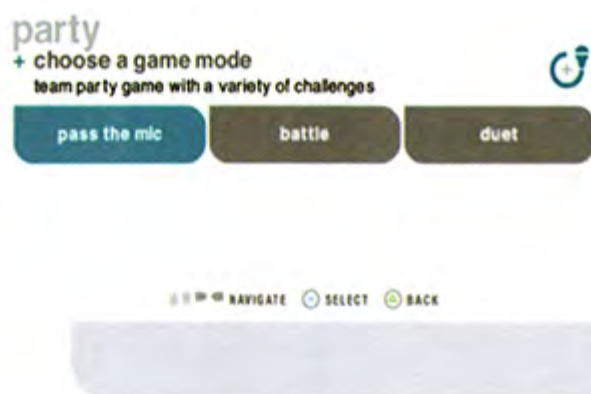 party
+ choose a game mode
team party game with a variety of challenges
pass the mic battle duet
NAVIGATE SELECT BACK